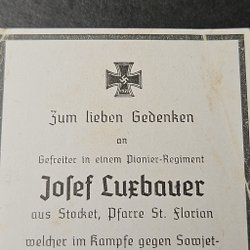 Zum lieben Gedenken
an
Gefreiter in einem Pionier-Regiment
Josef Luxbauer
aus Stocket, Pfarre St. Florian
welcher im Kampfe gegen Sowjet-